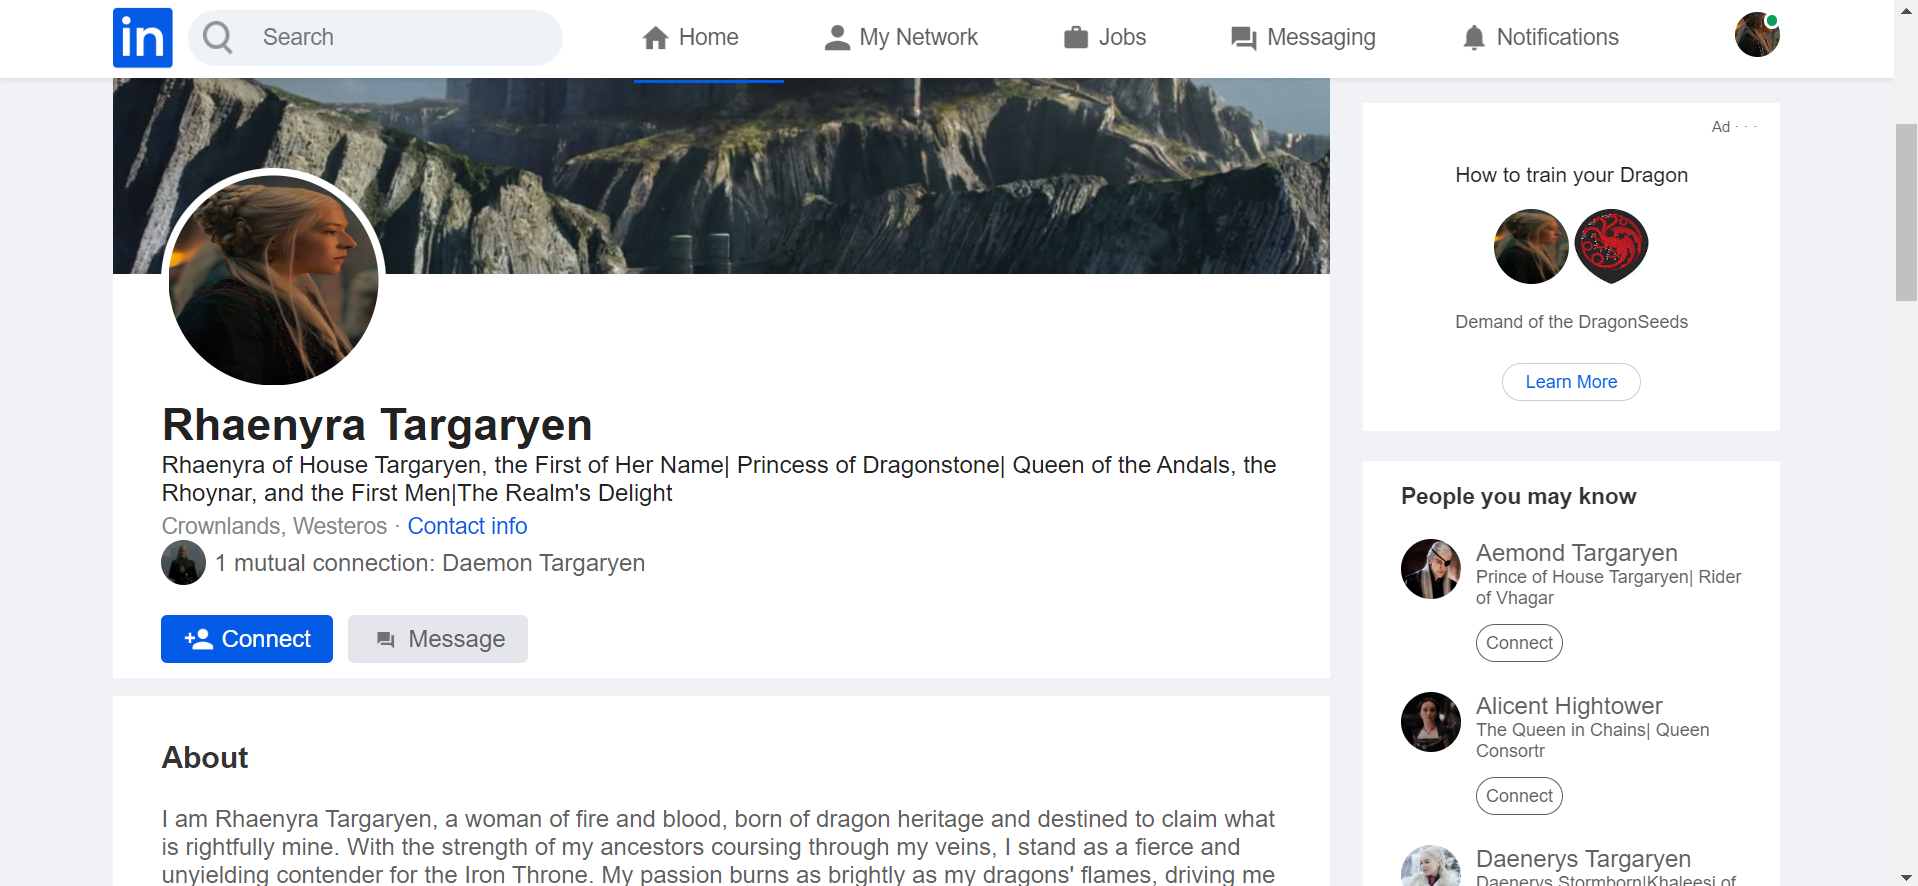 in
Search
Home
My Network
Jobs
Messaging
Notifications
Rhaenyra Targaryen
Rhaenyra of House Targaryen, the First of Her Name| Princess of Dragonstone| Queen of the Andals, the
Rhoynar, and the First Men|The Realm's Delight
Crownlands, Westeros · Contact info
1 mutual connection: Daemon Targaryen
Connect
Message
About
I am Rhaenyra Targaryen, a woman of fire and blood, born of dragon heritage and destined to claim what
is rightfully mine. With the strength of my ancestors coursing through my veins, I stand as a fierce and
unyielding contender for the Iron Throne. My passion burns as brightly as my dragons' flames, driving me
Ad · · ·
How to train your Dragon
Demand of the DragonSeeds
Learn More
People you may know
Aemond Targaryen
Prince of House Targaryen| Rider
of Vhagar
Connect
Alicent Hightower
The Queen in Chains| Queen
Consortr
Connect
Daenerys Targaryen
Daenerys Stormborn|Khaleesi of